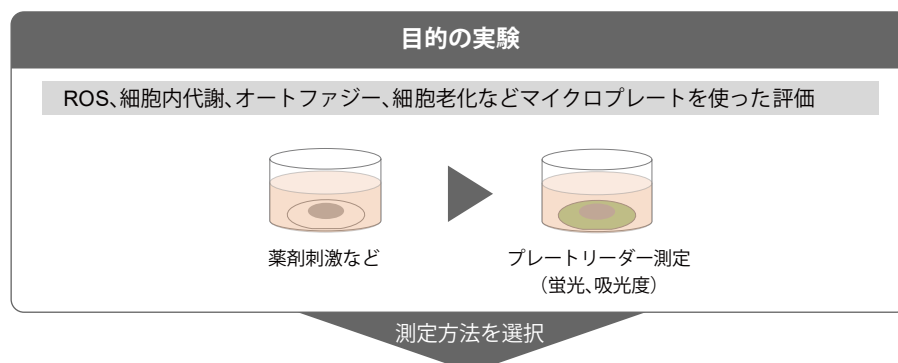 目的の実験
ROS、細胞内代謝、オートファジー、細胞老化などマイクロプレートを使った評価
薬剤刺激など
プレートリーダー測定
（蛍光、吸光度）
測定方法を選択